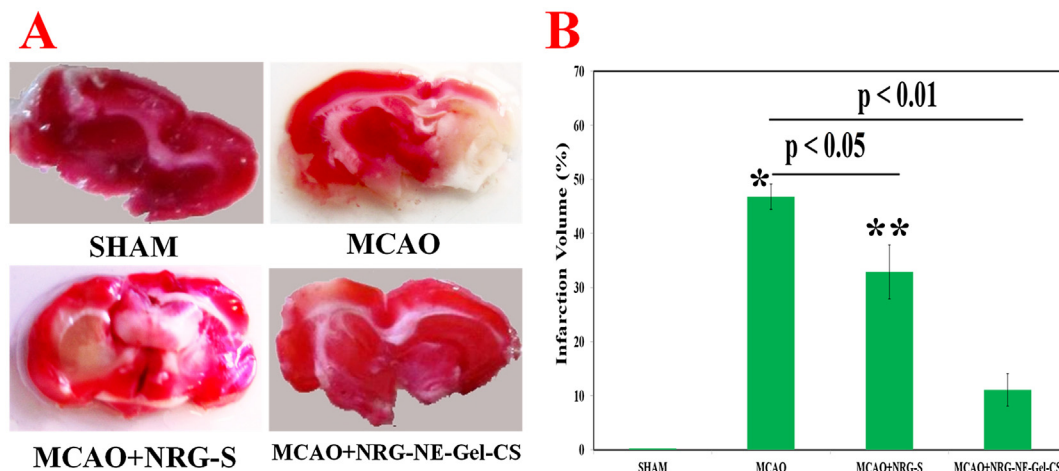 A
SHAM
MCAO
MCAO+NRG-S
MCAO+NRG-NE-Gel-CS
B
Infarction Volume (%)
70
60
50
40
30
20
10
0
p < 0.01
p < 0.05
*
**
SHAM
MCAO
MCAO+NRG-S
MCAO+NRG-NE-Gel-CS